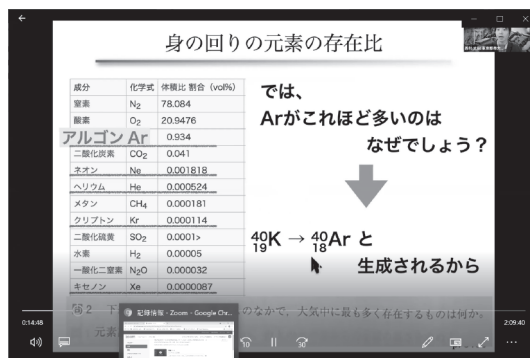 身の回りの元素の存在比
成分 化学式 体積比 割合（vol%）
窒素 N₂ 78.084
酸素 O₂ 20.9476
アルゴン Ar 0.934
二酸化炭素 CO₂ 0.041
ネオン Ne 0.001818
ヘリウム He 0.000524
メタン CH₄ 0.000181
クリプトン Kr 0.000114
二酸化硫黄 SO₂ 0.0001>
水素 H₂ 0.00005
一酸化二窒素 N₂O 0.000032
キセノン Xe 0.0000087
では、
Arがこれほど多いのは
なぜでしょう？
⁴⁰₁₉K → ⁴⁰₁₈Ar と
生成されるから
のなかで、大気中に最も多く存在するものは何か。
元素
記録情報 - Zoom - Google Chr...
0:14:48
2:09:40
30